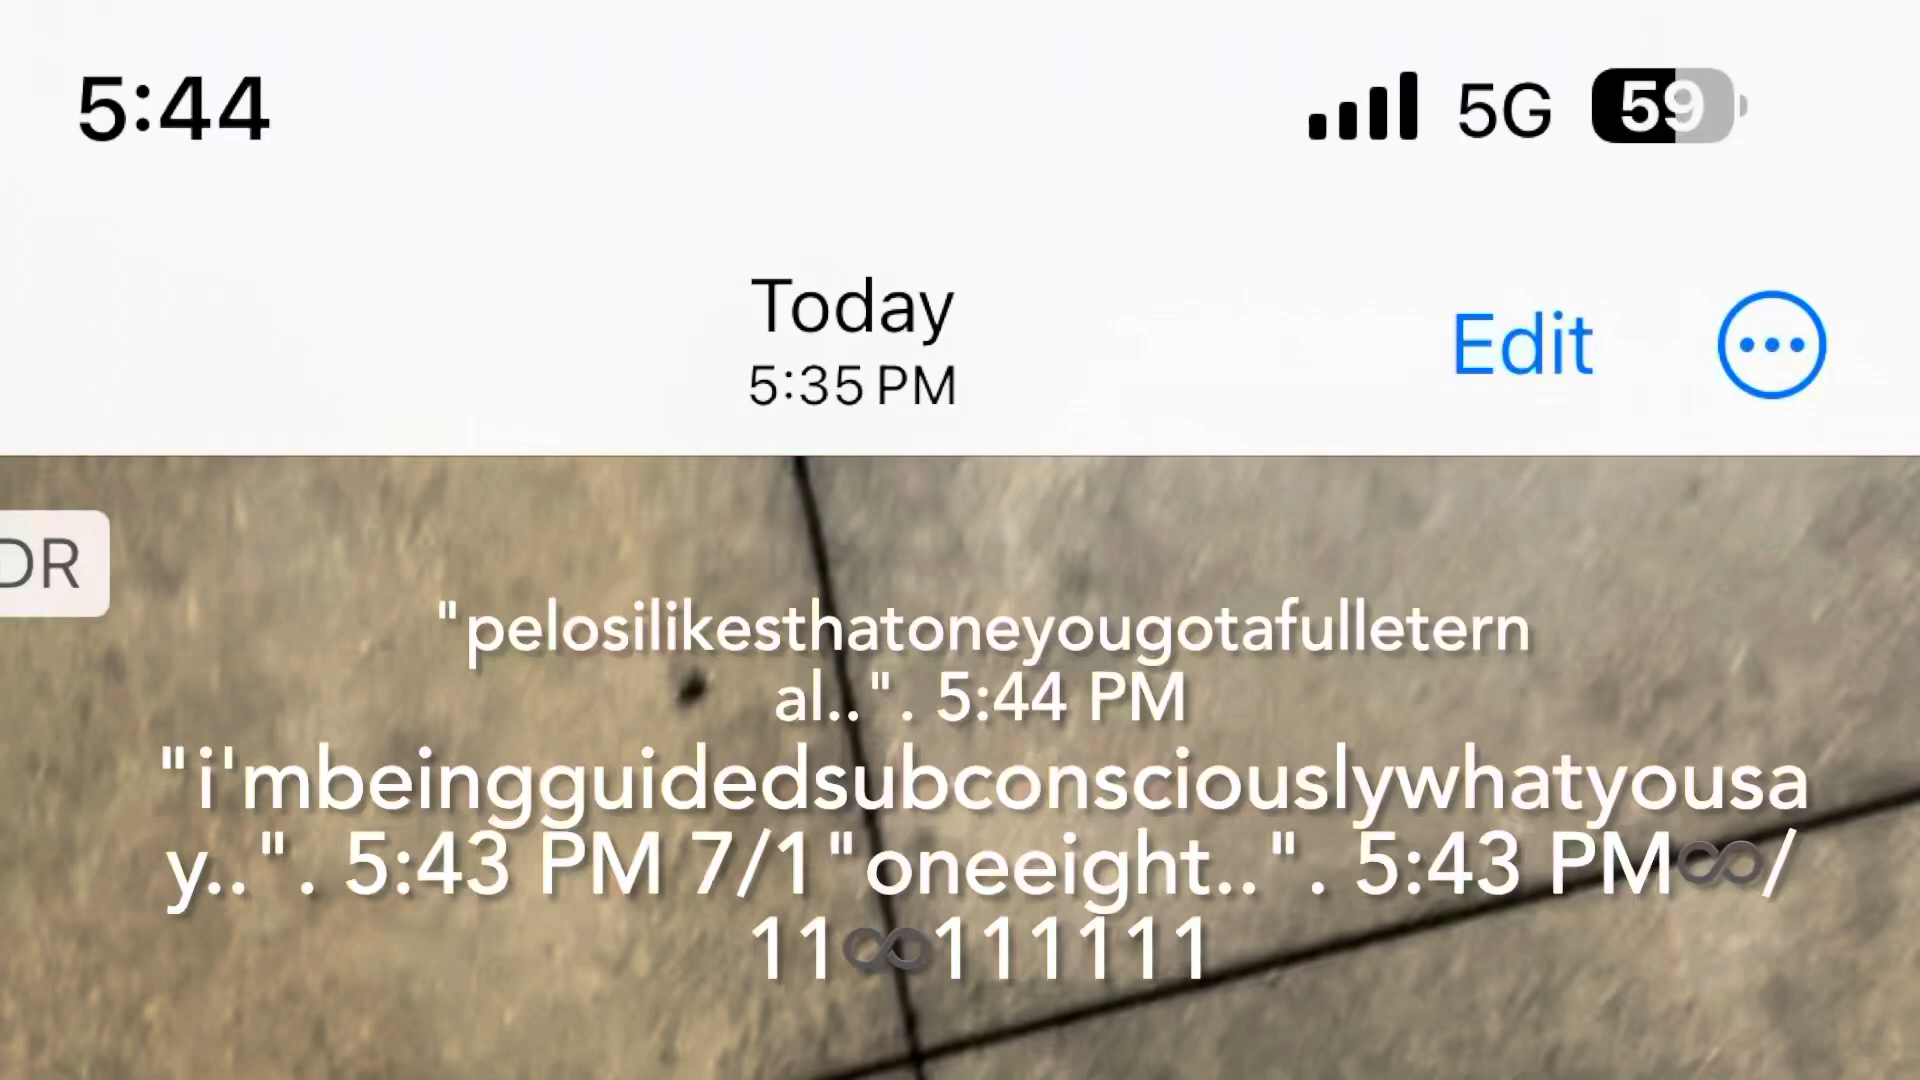 5:44 5G 59
Today
5:35 PM
Edit
DR
"pelosilikesthatoneyougotafulletern
al..". 5:44 PM
"i'mbeingguidedsubconsciouslywhatyousa
y..". 5:43 PM 7/1"oneeight..". 5:43 PM♾️/
11♾️111111